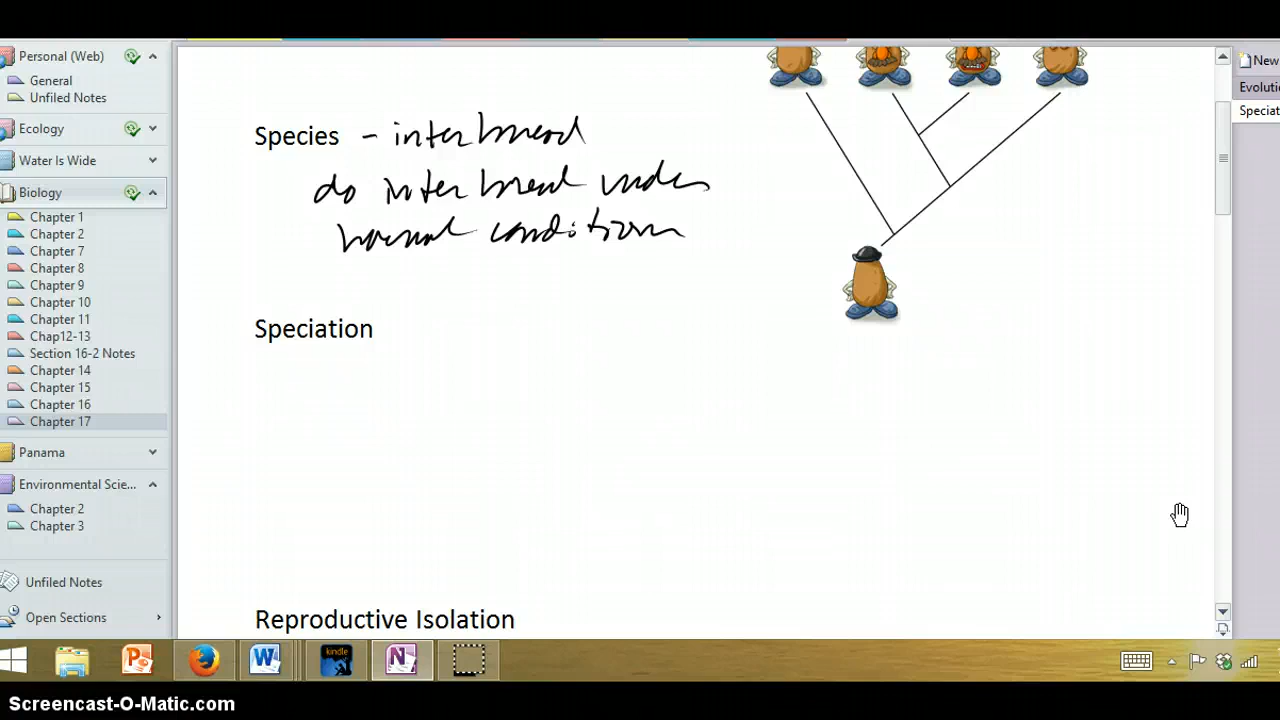 Personal (Web)
General
Unfiled Notes
Ecology
Water Is Wide
Biology
Chapter 1
Chapter 2
Chapter 7
Chapter 8
Chapter 9
Chapter 10
Chapter 11
Chap12-13
Section 16-2 Notes
Chapter 14
Chapter 15
Chapter 16
Chapter 17
Panama
Environmental Scie...
Chapter 2
Chapter 3
Unfiled Notes
Open Sections
Species - interbreed
do interbreed under
normal conditions
Speciation
Reproductive Isolation
New
Evoluti
Speciat
kindle
Screencast-O-Matic.com